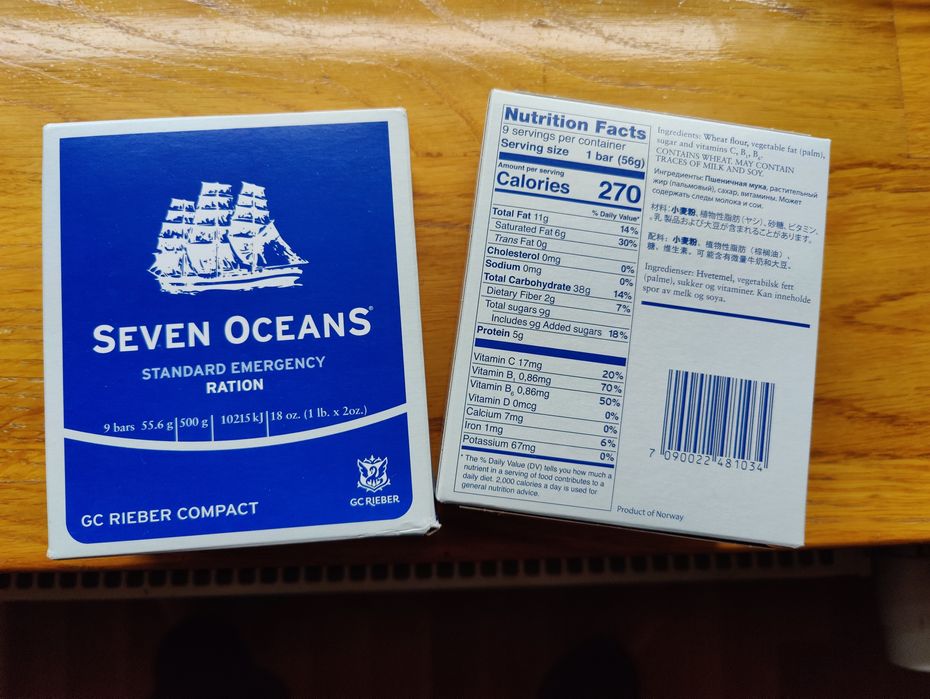 SEVEN OCEANS®
STANDARD EMERGENCY
RATION
9 bars 55.6 g 500 g 10215 kJ 18 oz. (1 lb. x 2oz.)
GC RIEBER COMPACT
GC RIEBER
Nutrition Facts
9 servings per container
Serving size 1 bar (56g)
Amount per serving
Calories 270
% Daily Value*
Total Fat 11g 14%
Saturated Fat 6g 30%
Trans Fat 0g
Cholesterol 0mg 0%
Sodium 0mg 0%
Total Carbohydrate 38g 14%
Dietary Fiber 2g 7%
Total sugars 9g
Includes 9g Added sugars 18%
Protein 5g
Vitamin C 17mg 20%
Vitamin B₁ 0,86mg 70%
Vitamin B₆ 0,86mg 50%
Vitamin D 0mcg 0%
Calcium 7mg 0%
Iron 1mg 6%
Potassium 67mg 0%
* The % Daily Value (DV) tells you how much a
nutrient in a serving of food contributes to a
daily diet. 2,000 calories a day is used for
general nutrition advice.
Ingredients: Wheat flour, vegetable fat (palm),
sugar and vitamins C, B₁, B₆.
CONTAINS WHEAT. MAY CONTAIN
TRACES OF MILK AND SOY.
Ингредиенты: Пшеничная мука, растительный
жир (пальмовый), сахар, витамины. Может
содержать следы молока и сои.
材料：小麦粉、植物性脂肪（ヤシ）、砂糖、ビタミン
。乳製品および大豆が含まれることがあります。
配料：小麦粉、植物性脂肪（棕榈油）、
糖、维生素。可能含有微量牛奶和大豆。
Ingredienser: Hvetemel, vegetabilsk fett
(palme), sukker og vitaminer. Kan inneholde
spor av melk og soya.
7 090022 481034
Product of Norway